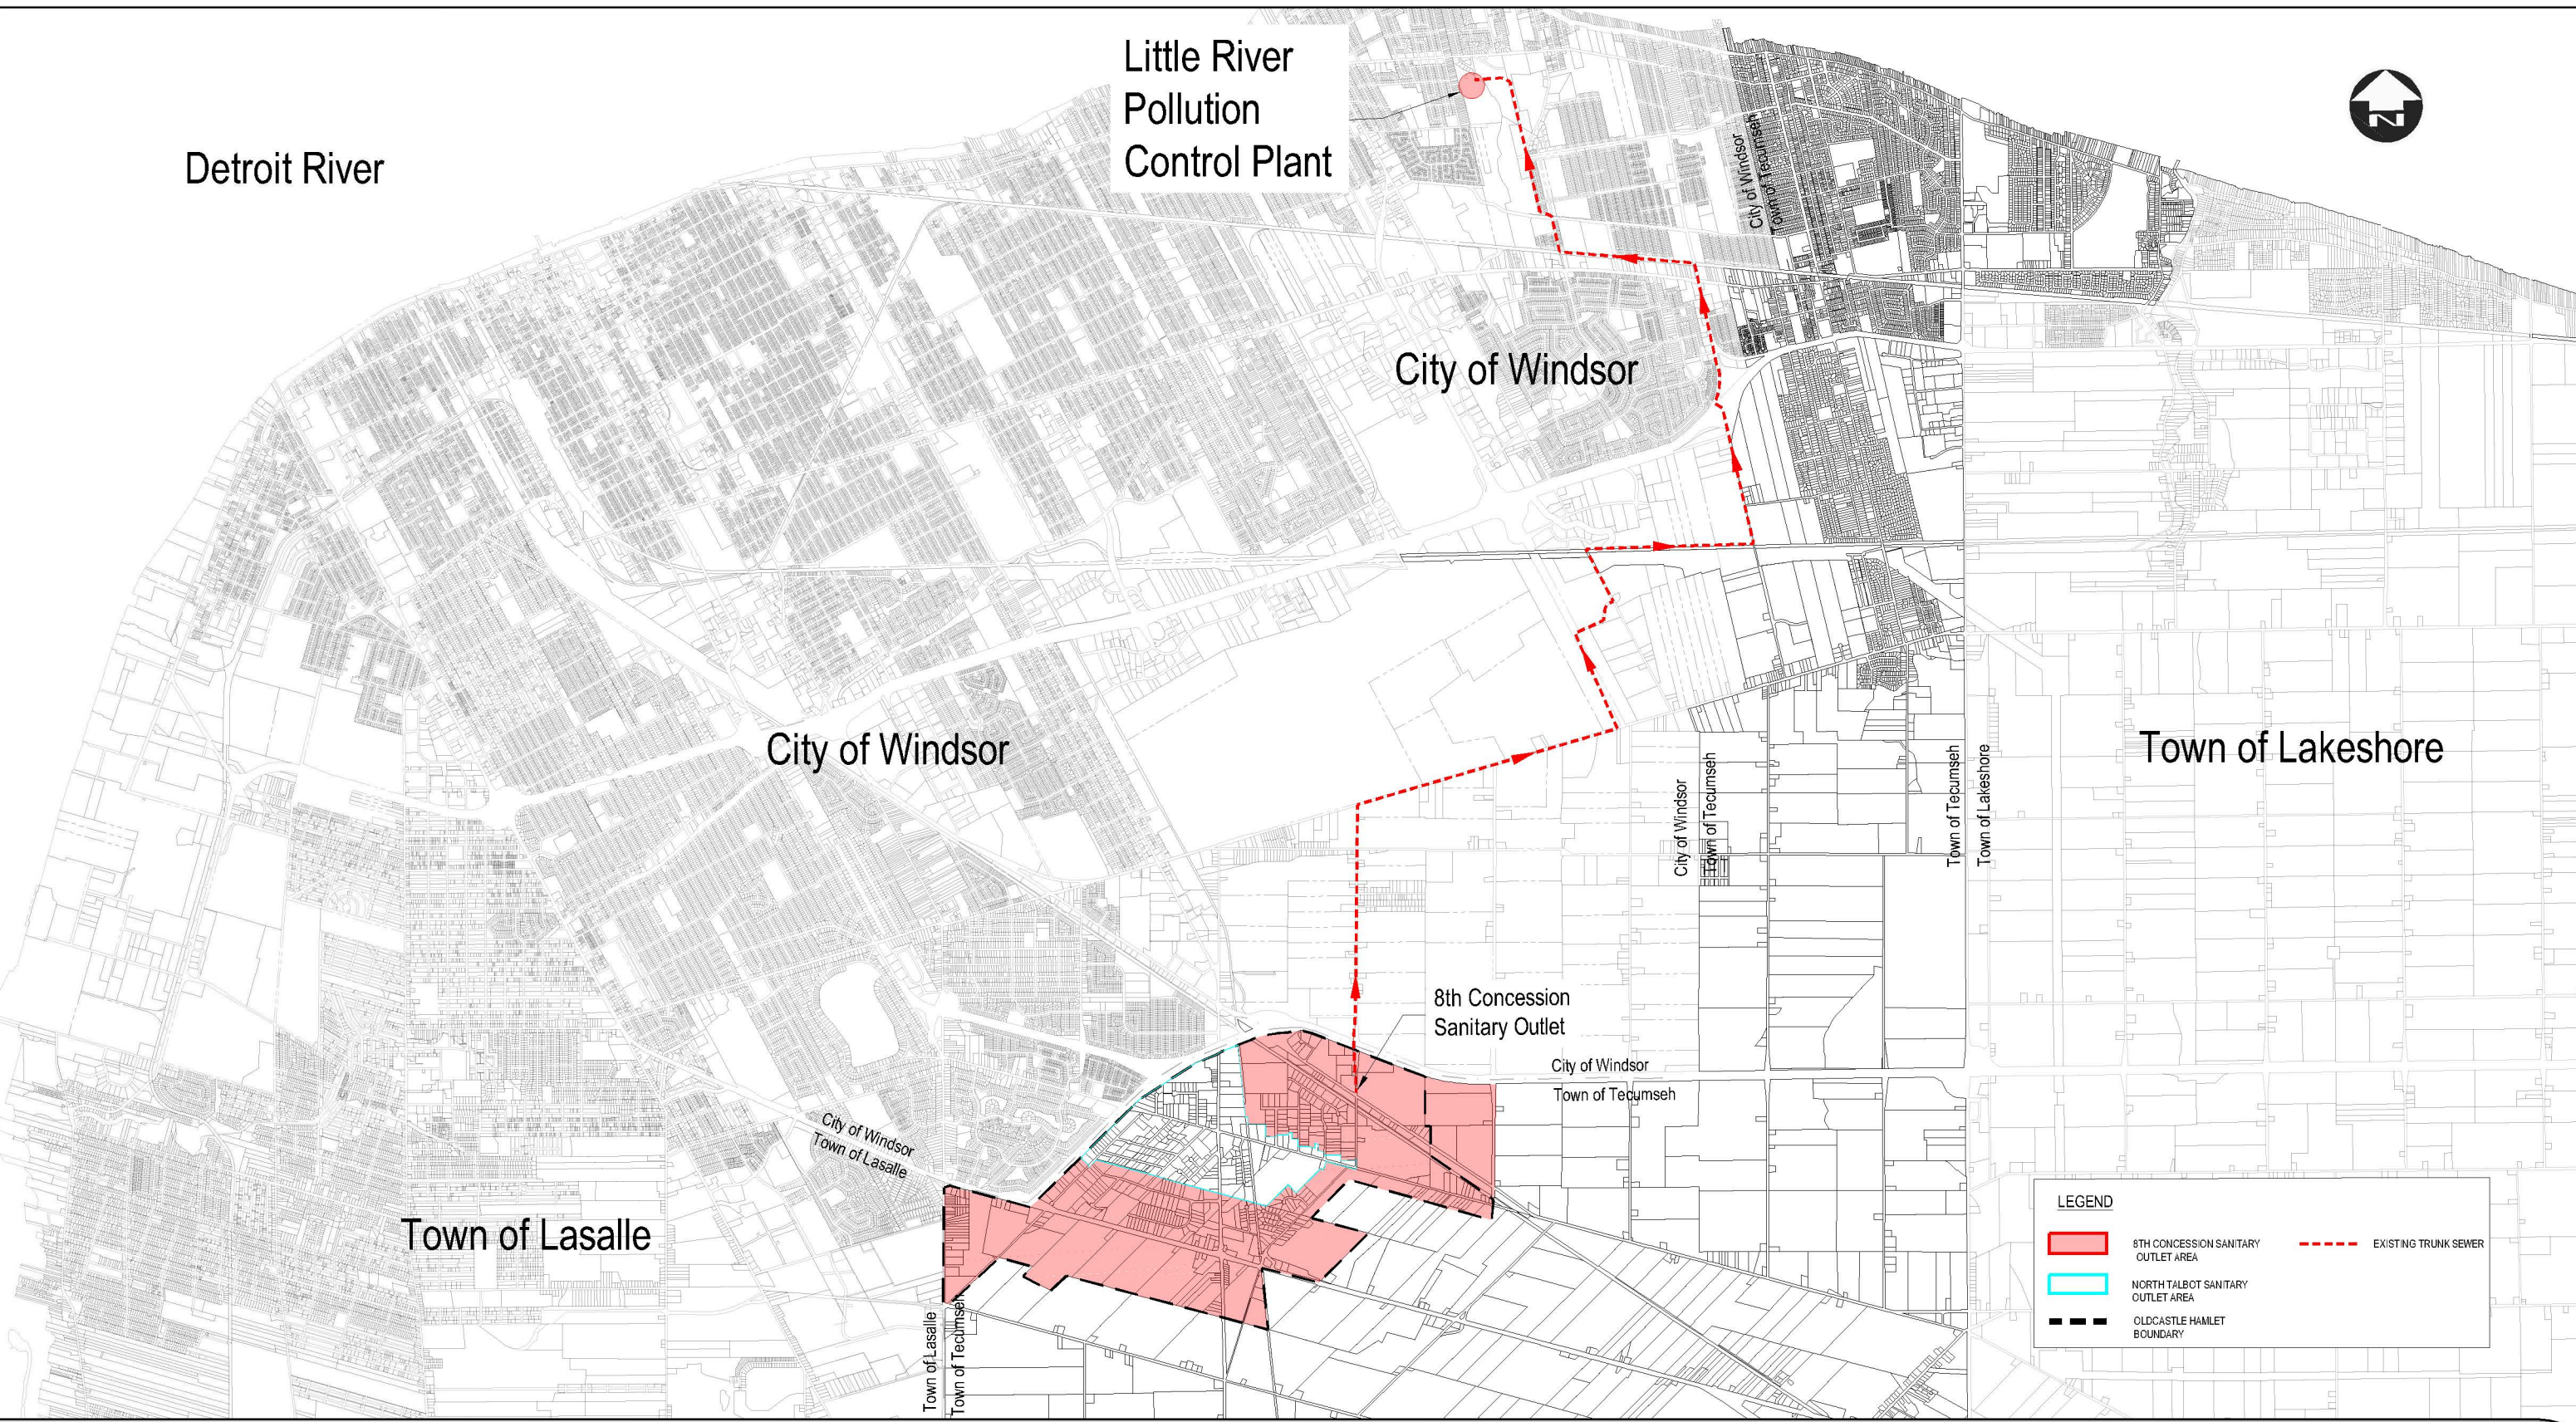 Little River
Pollution
Control Plant
Detroit River
N
City of Windsor
Town of Tecumseh
City of Windsor
City of Windsor
City of Windsor
Town of Tecumseh
Town of Tecumseh
Town of Lakeshore
Town of Lakeshore
8th Concession
Sanitary Outlet
City of Windsor
Town of Tecumseh
City of Windsor
Town of Lasalle
Town of Lasalle
Town of Lasalle
Town of Tecumseh
LEGEND
8TH CONCESSION SANITARY
OUTLET AREA
EXISTING TRUNK SEWER
NORTH TALBOT SANITARY
OUTLET AREA
OLDCASTLE HAMLET
BOUNDARY